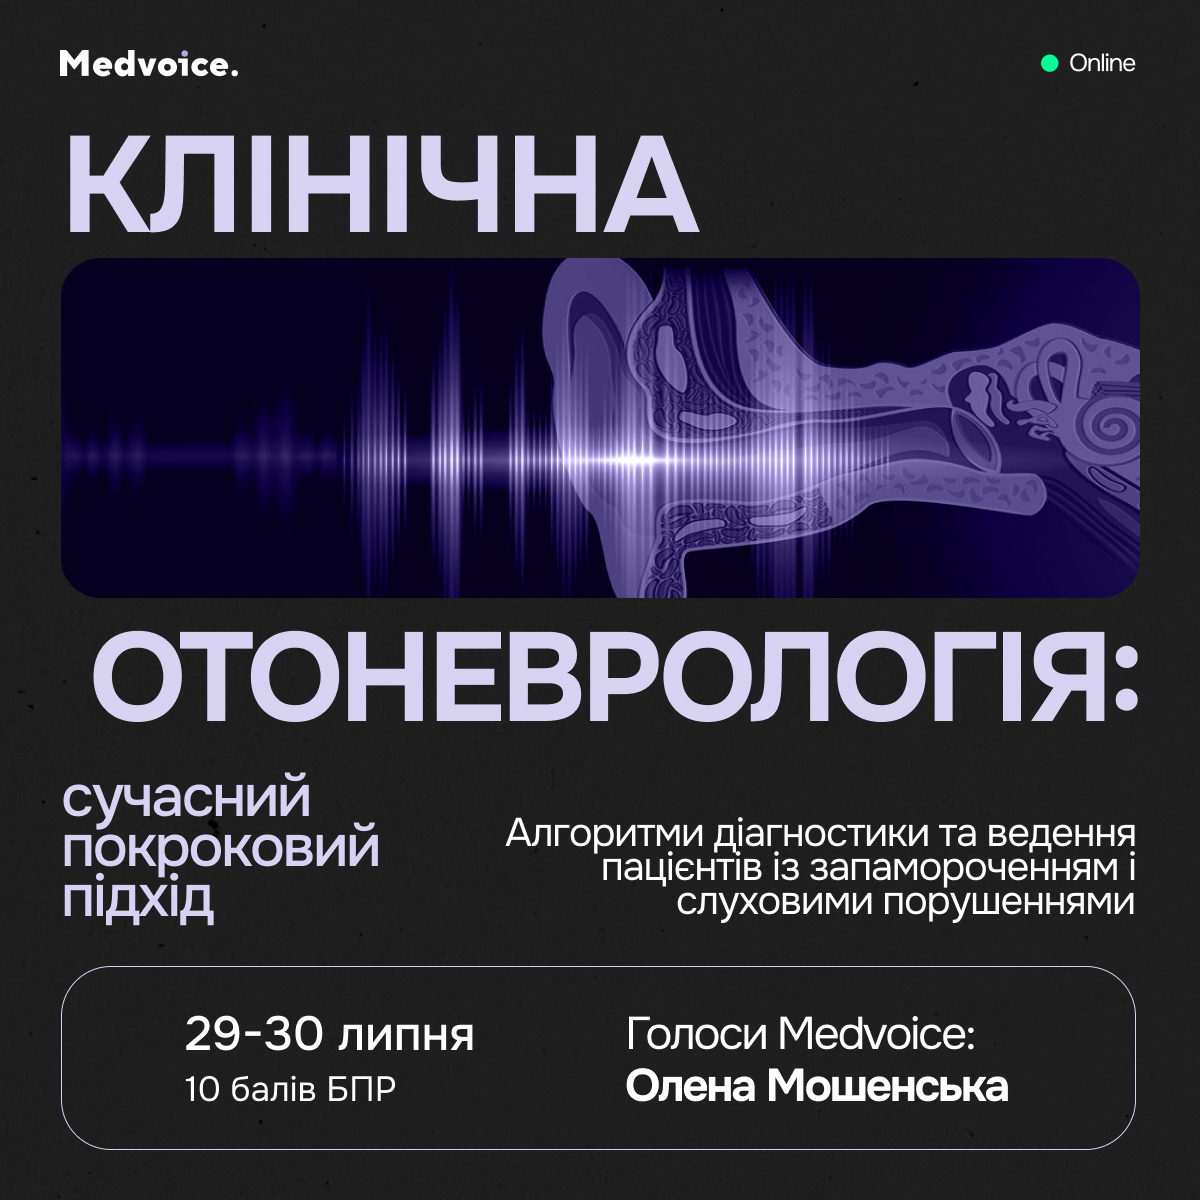 Medvoice.
Online
КЛІНІЧНА
ОТОНЕВРОЛОГІЯ:
сучасний
покроковий
підхід
Алгоритми діагностики та ведення
пацієнтів із запамороченням і
слуховими порушеннями
29-30 липня
10 балів БПР
Голоси Medvoice:
Олена Мошенська